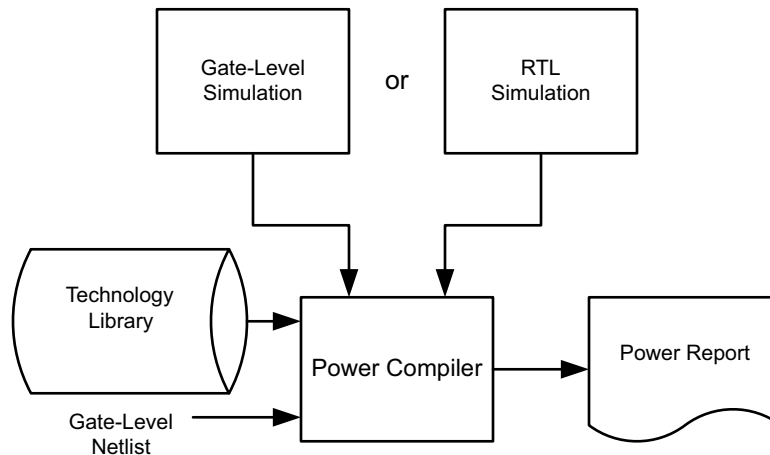 Gate-Level
Simulation
or
RTL
Simulation
Technology
Library
Power Compiler
Power Report
Gate-Level
Netlist